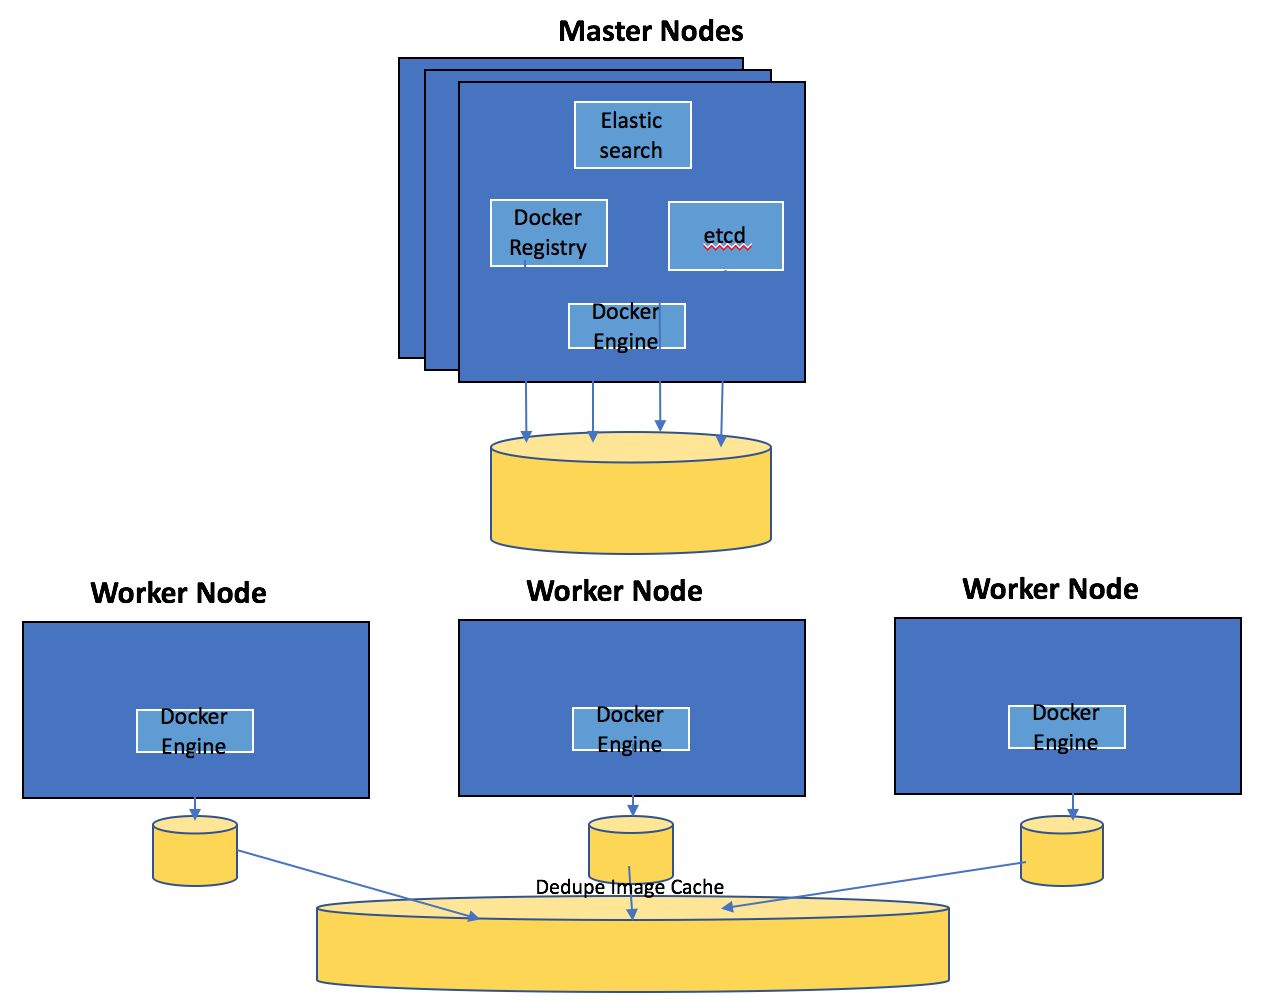 Master Nodes
Elastic
search
Docker
Registry
etcd
Docker
Engine
Worker Node
Worker Node
Worker Node
Docker
Engine
Docker
Engine
Docker
Engine
Dedupe Image Cache